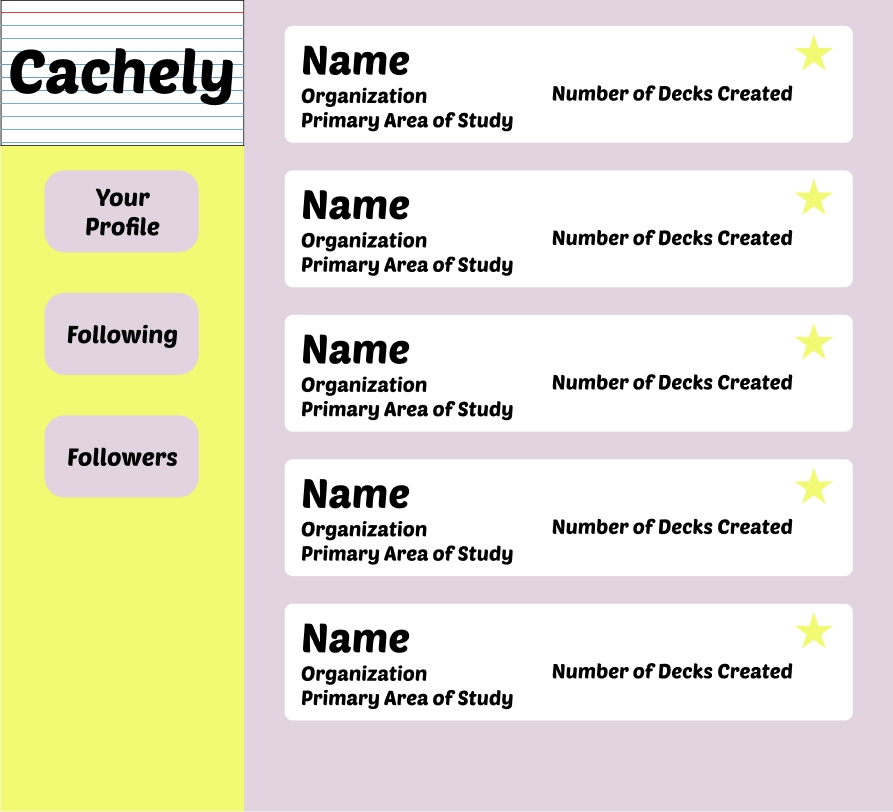 Cachely
Your
Profile
Following
Followers
Name
Organization
Primary Area of Study
Number of Decks Created
Name
Organization
Primary Area of Study
Number of Decks Created
Name
Organization
Primary Area of Study
Number of Decks Created
Name
Organization
Primary Area of Study
Number of Decks Created
Name
Organization
Primary Area of Study
Number of Decks Created